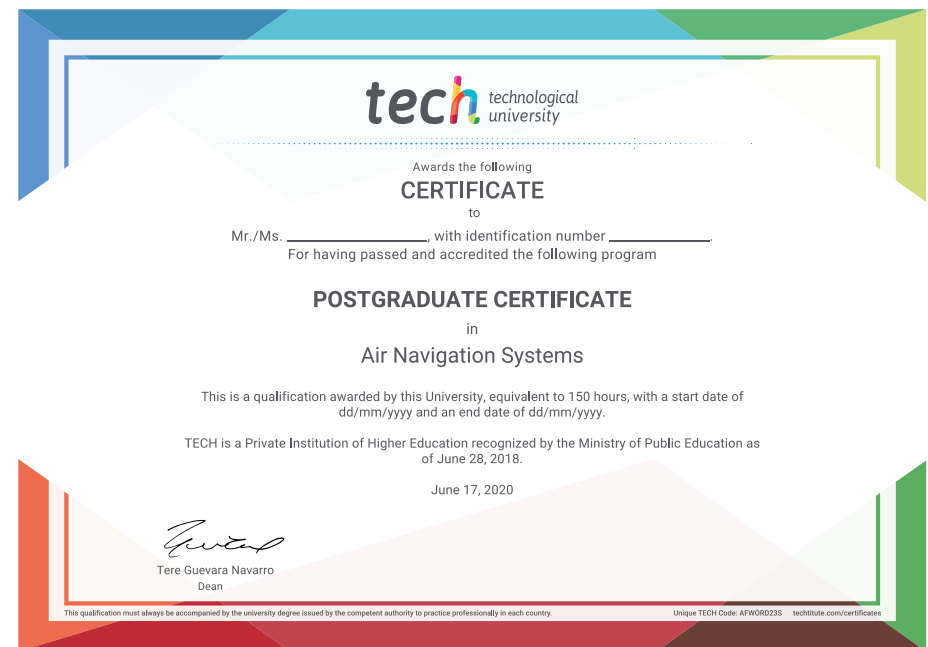 tech technological
university
Awards the following
CERTIFICATE
to
Mr./Ms. ____________________, with identification number ______________.
For having passed and accredited the following program
POSTGRADUATE CERTIFICATE
in
Air Navigation Systems
This is a qualification awarded by this University, equivalent to 150 hours, with a start date of
dd/mm/yyyy and an end date of dd/mm/yyyy.
TECH is a Private Institution of Higher Education recognized by the Ministry of Public Education as
of June 28, 2018.
June 17, 2020
Tere Guevara Navarro
Dean
This qualification must always be accompanied by the university degree issued by the competent authority to practice professionally in each country. Unique TECH Code: AFWORD23S techtitute.com/certificates